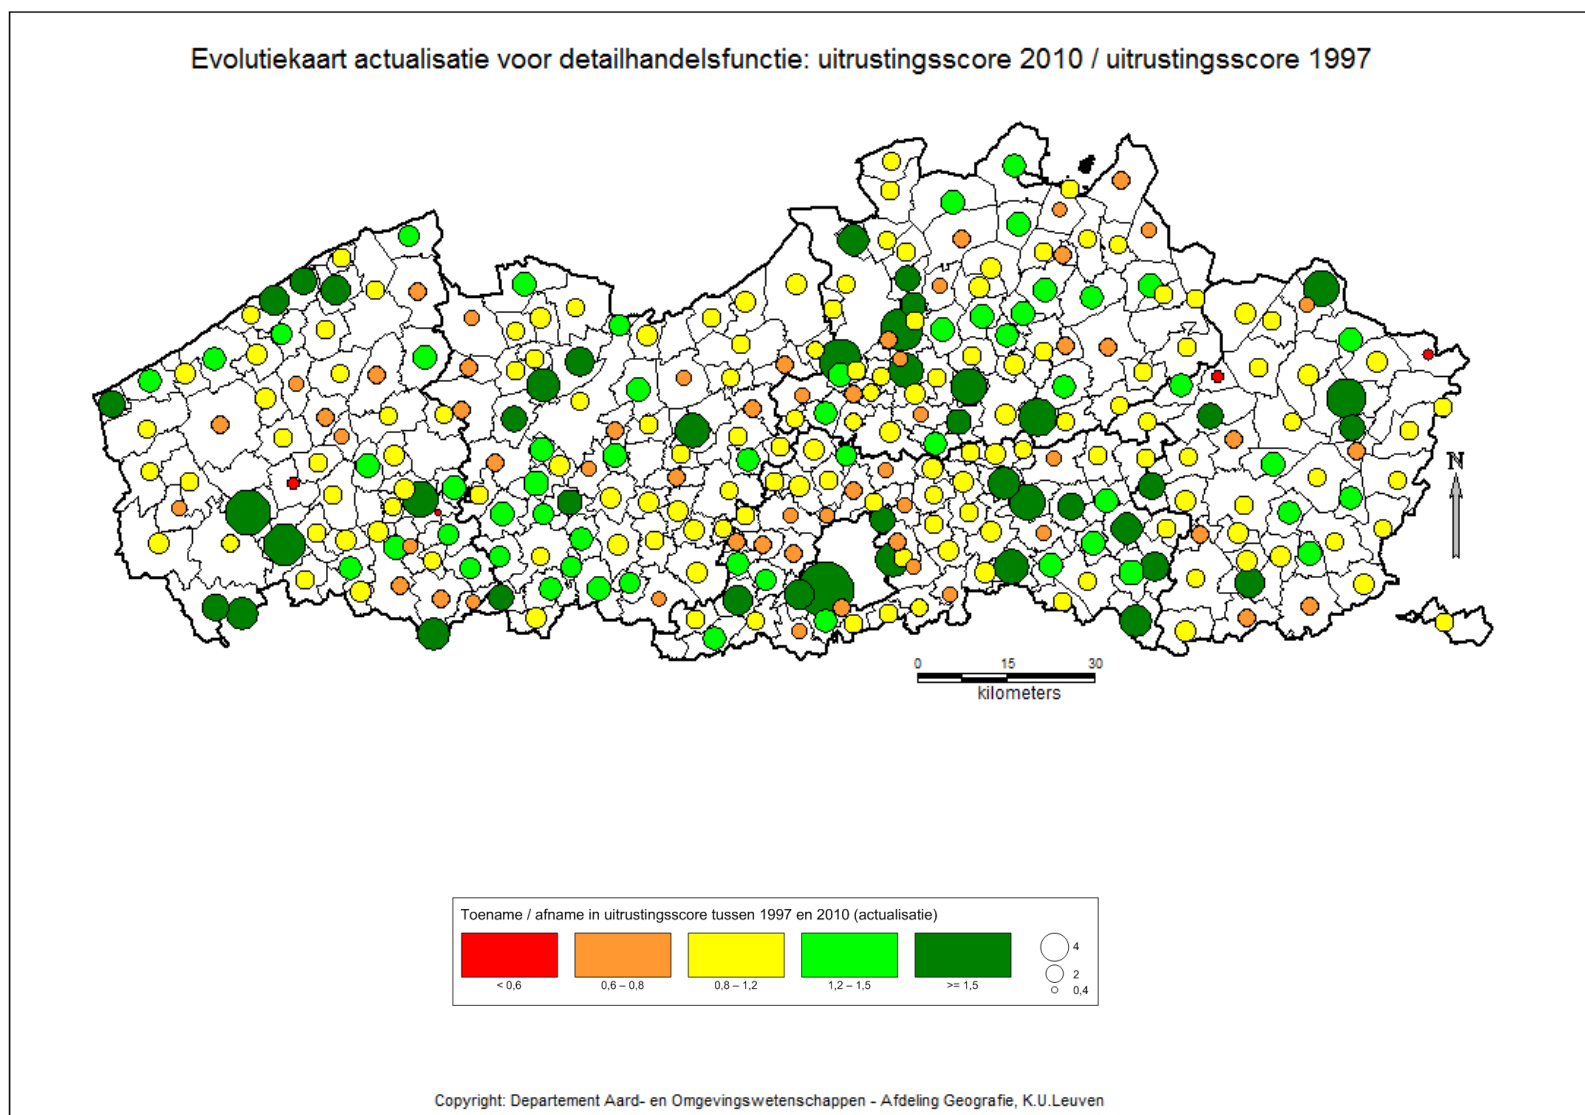 Evolutiekaart actualisatie voor detailhandelsfunctie: uitrustingsscore 2010 / uitrustingsscore 1997
N
0 15 30
kilometers
Toename / afname in uitrustingsscore tussen 1997 en 2010 (actualisatie)
4
2
0,4
< 0,6 0,6 – 0,8 0,8 – 1,2 1,2 – 1,5 >= 1,5
Copyright: Departement Aard- en Omgevingswetenschappen - Afdeling Geografie, K.U.Leuven